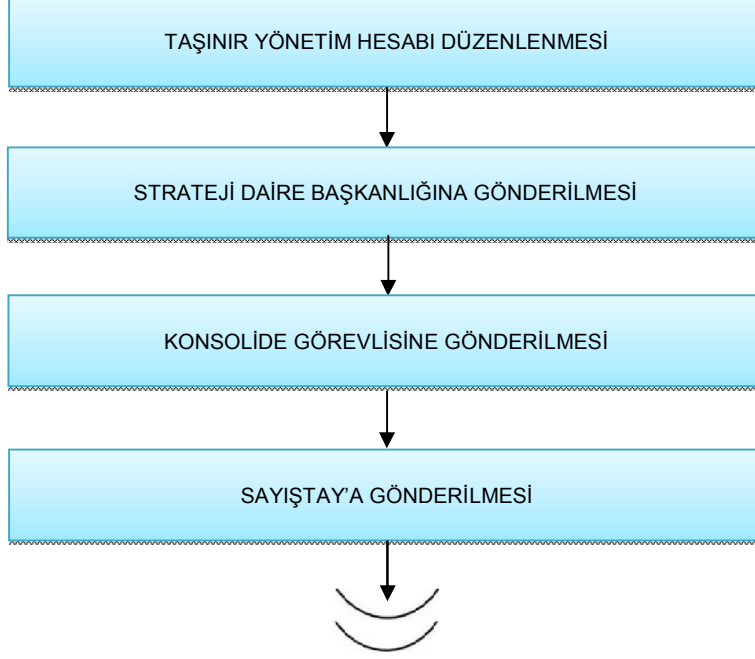 TAŞINIR YÖNETİM HESABI DÜZENLENMESİ
STRATEJİ DAİRE BAŞKANLIĞINA GÖNDERİLMESİ
KONSOLİDE GÖREVLİSİNE GÖNDERİLMESİ
SAYIŞTAY’A GÖNDERİLMESİ